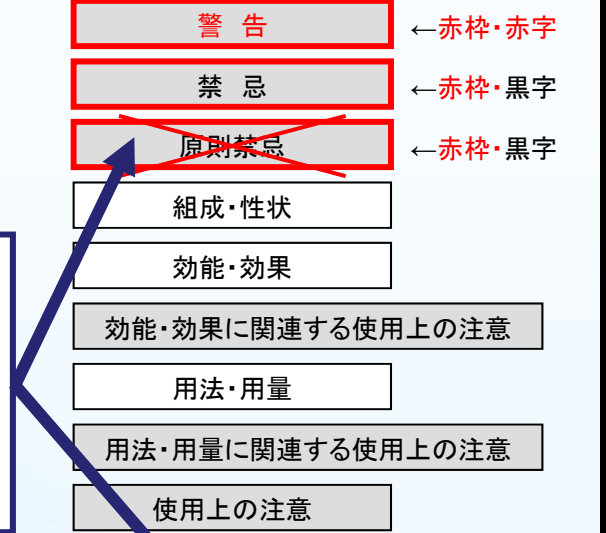 警 告 ←赤枠・赤字
禁 忌 ←赤枠・黒字
原則禁忌 ←赤枠・黒字
組成・性状
効能・効果
効能・効果に関連する使用上の注意
用法・用量
用法・用量に関連する使用上の注意
使用上の注意